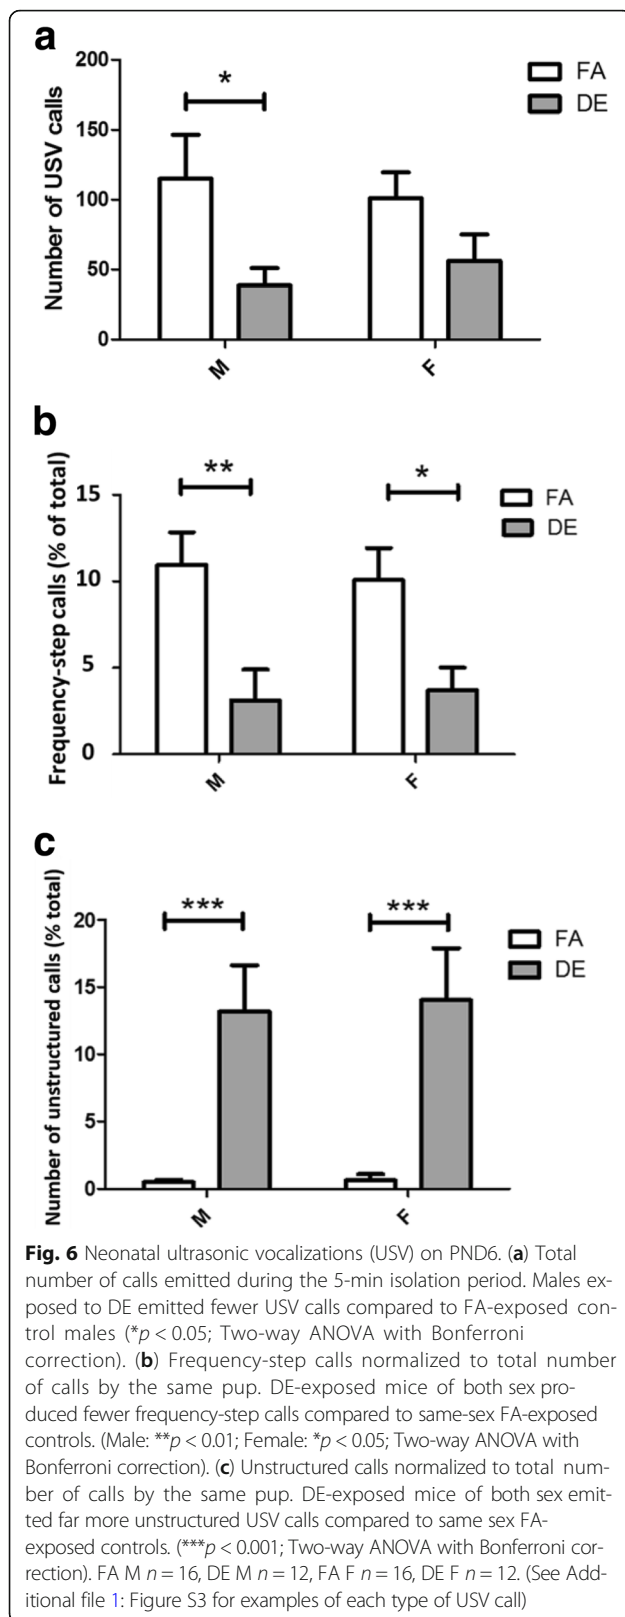 a
200
150
100
50
0
Number of USV calls
*
FA
DE
M
F
b
15
10
5
0
Frequency-step calls (% of total)
**
*
FA
DE
M
F
c
20
15
10
5
0
Number of unstructured calls (% total)
***
***
FA
DE
M
F
Fig. 6 Neonatal ultrasonic vocalizations (USV) on PND6. (a) Total
number of calls emitted during the 5-min isolation period. Males ex-
posed to DE emitted fewer USV calls compared to FA-exposed con-
trol males (*p < 0.05; Two-way ANOVA with Bonferroni
correction). (b) Frequency-step calls normalized to total number
of calls by the same pup. DE-exposed mice of both sex pro-
duced fewer frequency-step calls compared to same-sex FA-exposed
controls. (Male: **p < 0.01; Female: *p < 0.05; Two-way ANOVA with
Bonferroni correction). (c) Unstructured calls normalized to total num-
ber of calls by the same pup. DE-exposed mice of both sex emit-
ted far more unstructured USV calls compared to same sex FA-
exposed controls. (***p < 0.001; Two-way ANOVA with Bonferroni cor-
rection). FA M n = 16, DE M n = 12, FA F n = 16, DE F n = 12. (See Add-
itional file 1: Figure S3 for examples of each type of USV call)